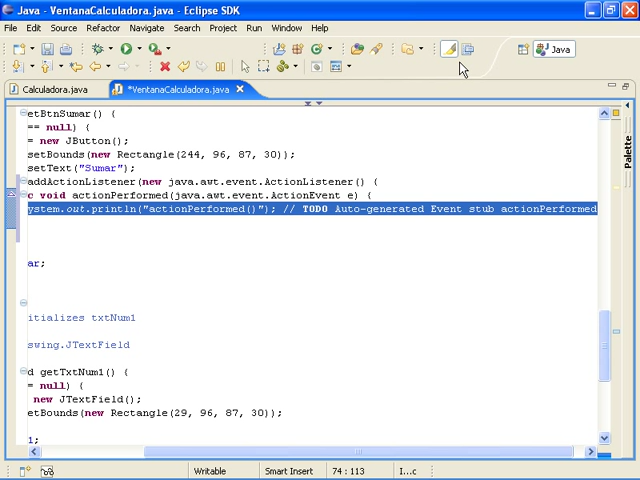 Java - VentanaCalculadora.java - Eclipse SDK
File Edit Source Refactor Navigate Search Project Run Window Help
Java
Calculadora.java *VentanaCalculadora.java
etBtnSumar() {
== null) {
= new JButton();
setBounds(new Rectangle(244, 96, 87, 30));
setText("Sumar");
addActionListener(new java.awt.event.ActionListener() {
c void actionPerformed(java.awt.event.ActionEvent e) {
ystem.out.println("actionPerformed()"); // TODO Auto-generated Event stub actionPerformed
ar;
itializes txtNum1
swing.JTextField
d getTxtNum1() {
= null) {
new JTextField();
etBounds(new Rectangle(29, 96, 87, 30));
1;
Palette
Writable Smart Insert 74 : 113 I...c